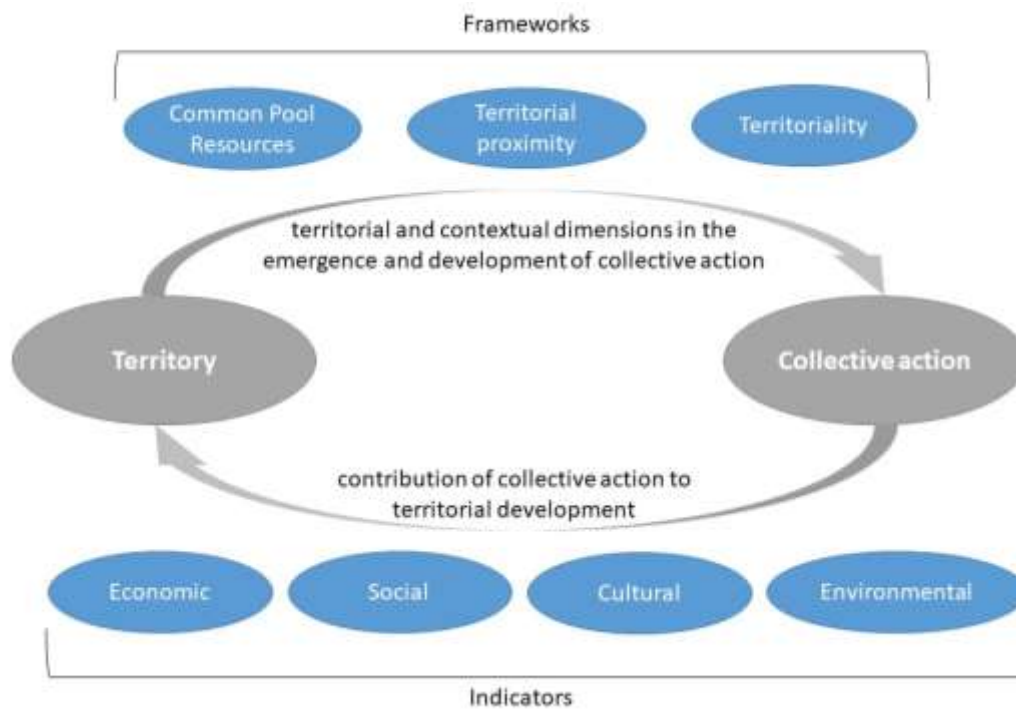 Frameworks
Common Pool
Resources
Territorial
proximity
Territoriality
territorial and contextual dimensions in the
emergence and development of collective action
Territory
Collective action
contribution of collective action to
territorial development
Economic
Social
Cultural
Environmental
Indicators